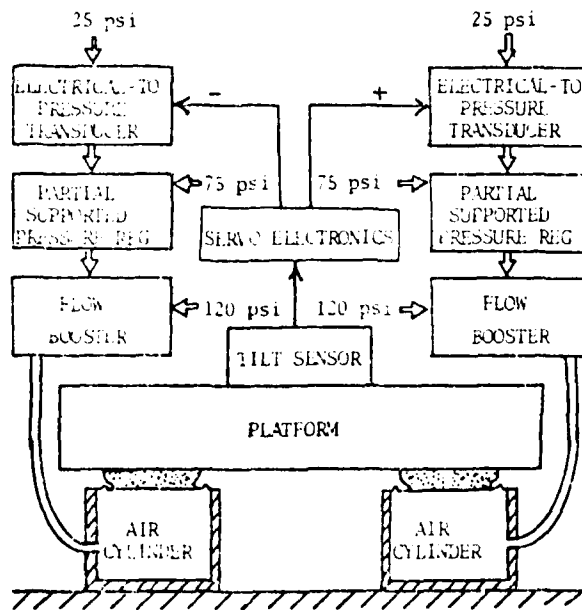 25 psi
ELECTRICAL-TO
PRESSURE
TRANSDUCER
-
75 psi
PARTIAL
SUPPORTED
PRESSURE REG
120 psi
FLOW
BOOSTER
SERVO ELECTRONICS
TILT SENSOR
25 psi
ELECTRICAL-TO
PRESSURE
TRANSDUCER
+
75 psi
PARTIAL
SUPPORTED
PRESSURE REG
120 psi
FLOW
BOOSTER
PLATFORM
AIR
CYLINDER
AIR
CYLINDER